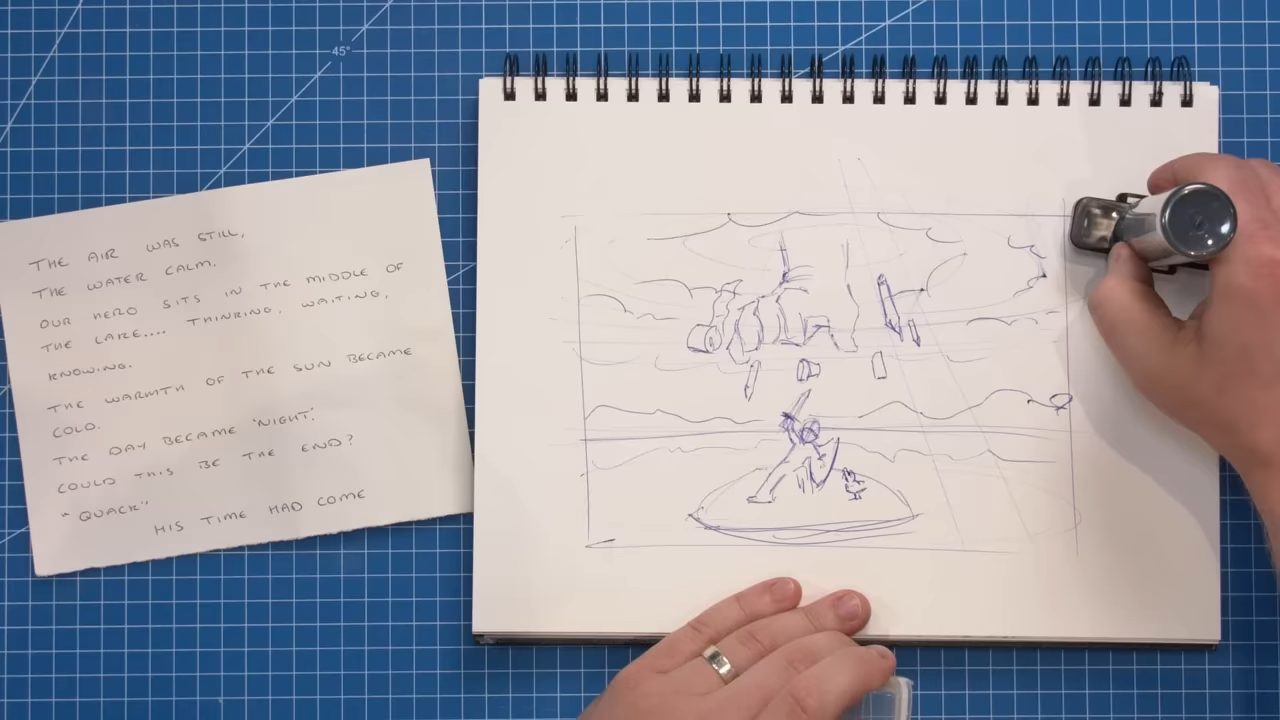 45°
THE AIR WAS STILL,
THE WATER CALM.
OUR HERO SITS IN THE MIDDLE OF
THE LAKE.... THINKING, WAITING,
KNOWING.
THE WARMTH OF THE SUN BECAME
COLD.
THE DAY BECAME 'NIGHT'.
COULD THIS BE THE END?
"QUACK"
HIS TIME HAD COME